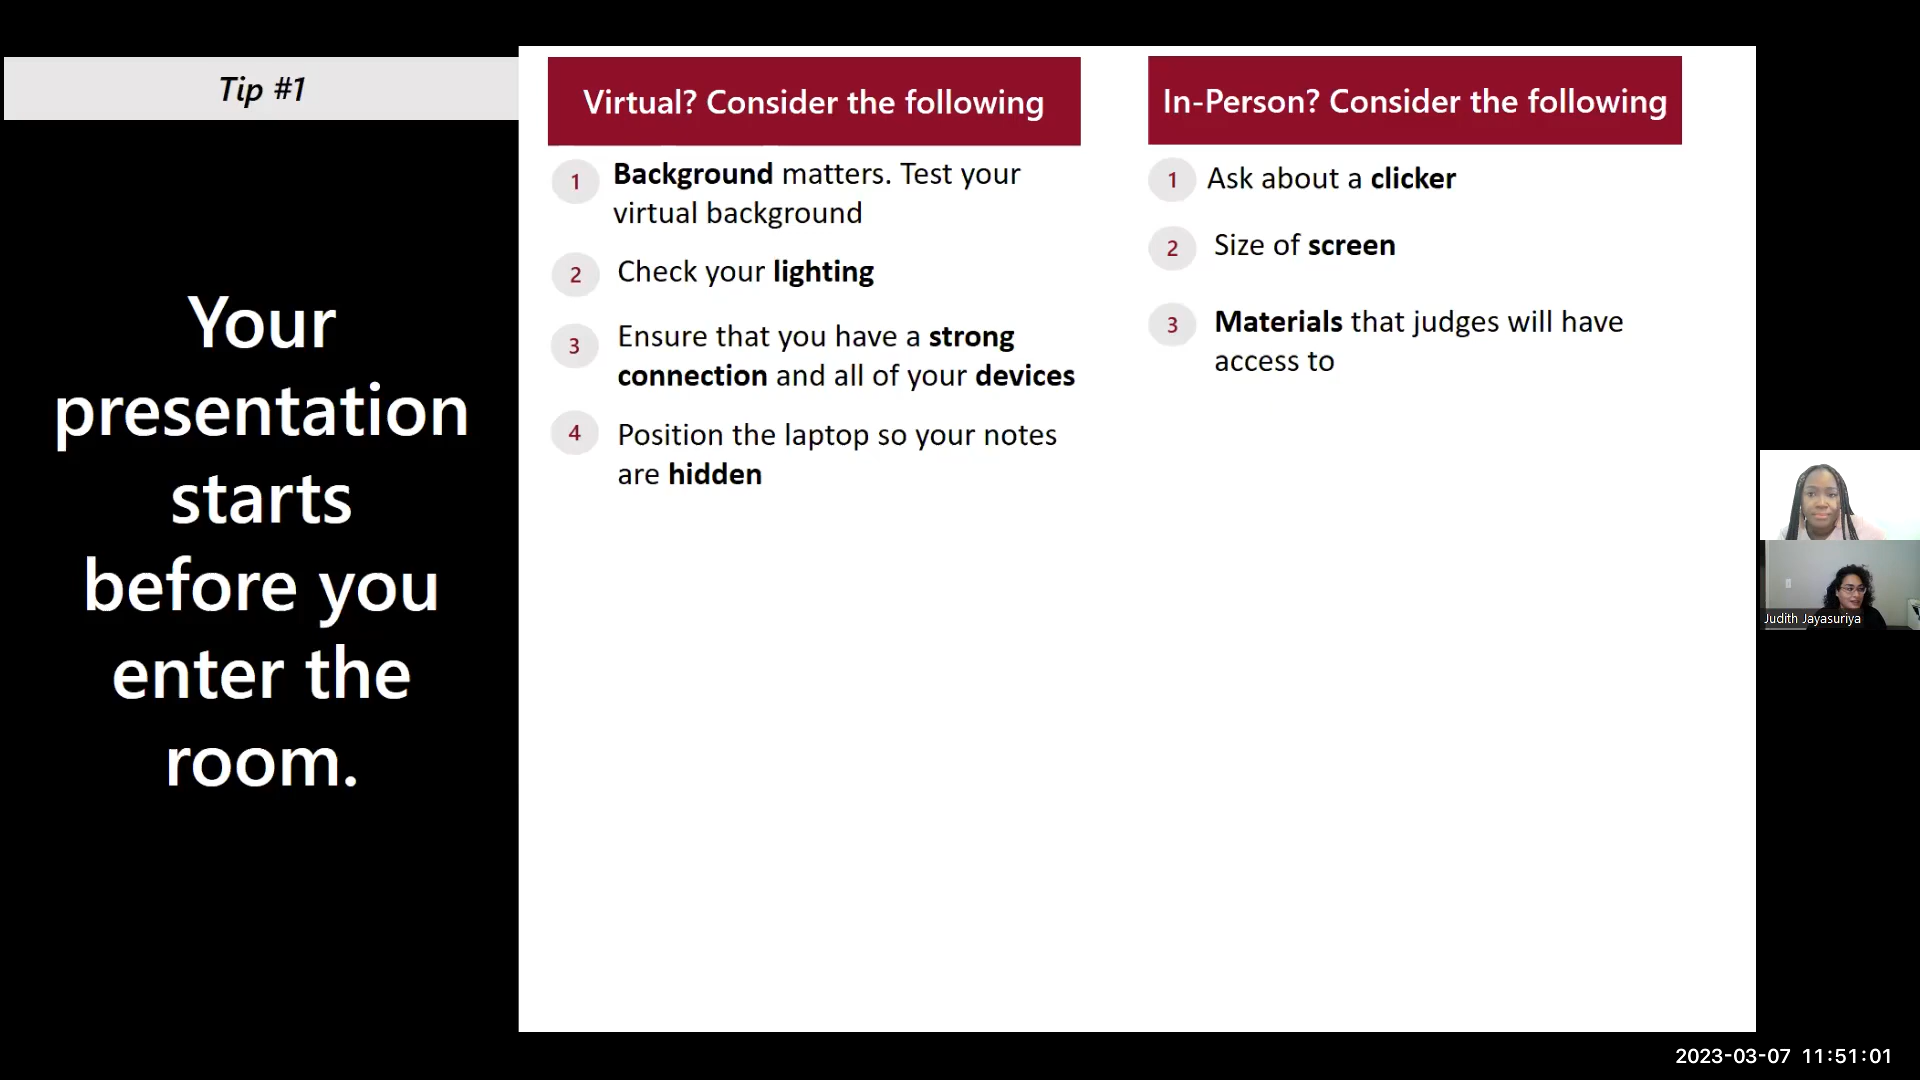 Tip #1
Your
presentation
starts
before you
enter the
room.
Virtual? Consider the following
1
Background matters. Test your
virtual background
2
Check your lighting
3
Ensure that you have a strong
connection and all of your devices
4
Position the laptop so your notes
are hidden
In-Person? Consider the following
1
Ask about a clicker
2
Size of screen
3
Materials that judges will have
access to
Judith Jayasuriya
2023-03-07 11:51:01